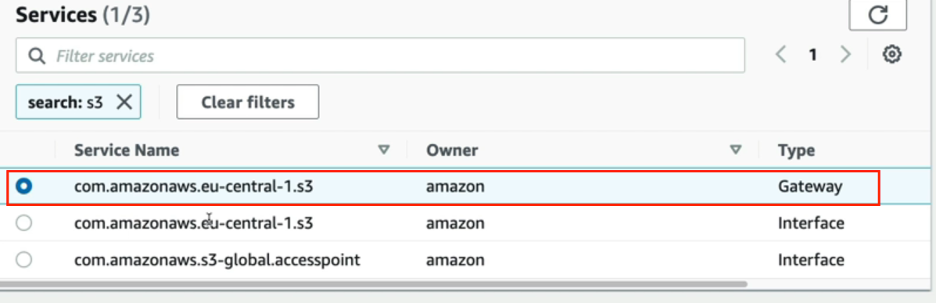 Services (1/3)
Filter services
1
search: s3
Clear filters
Service Name Owner Type
com.amazonaws.eu-central-1.s3 amazon Gateway
com.amazonaws.eu-central-1.s3 amazon Interface
com.amazonaws.s3-global.accesspoint amazon Interface